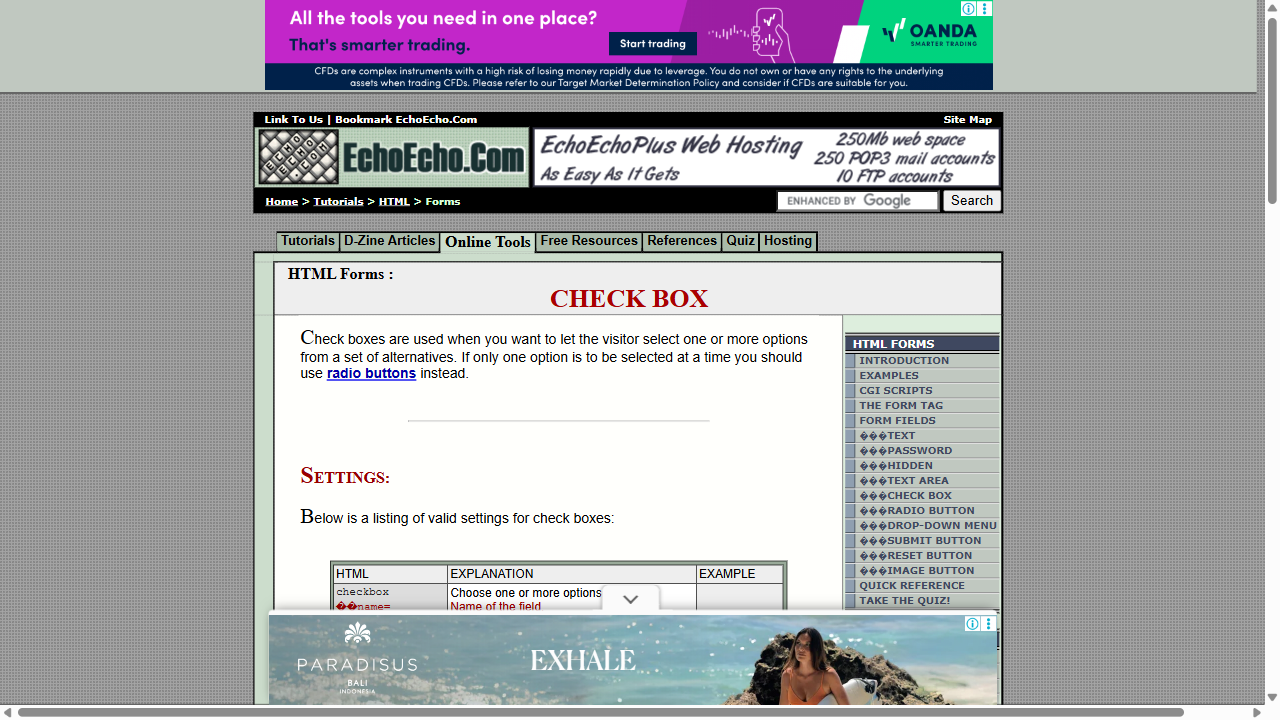 All the tools you need in one place?
That's smarter trading.
Start trading
OANDA
SMARTER TRADING
CFDs are complex instruments with a high risk of losing money rapidly due to leverage. You do not own or have any rights to the underlying
assets when trading CFDs. Please refer to our Target Market Determination Policy and consider if CFDs are suitable for you.
Link To Us | Bookmark EchoEcho.Com
Site Map
EchoEcho.Com
EchoEchoPlus Web Hosting
As Easy As It Gets
250Mb web space
250 POP3 mail accounts
10 FTP accounts
Home > Tutorials > HTML > Forms
ENHANCED BY Google
Search
Tutorials
D-Zine Articles
Online Tools
Free Resources
References
Quiz
Hosting
HTML Forms :
CHECK BOX
Check boxes are used when you want to let the visitor select one or more options
from a set of alternatives. If only one option is to be selected at a time you should
use radio buttons instead.
SETTINGS:
Below is a listing of valid settings for check boxes:
HTML EXPLANATION EXAMPLE
checkbox Choose one or more options
��name= Name of the field
HTML FORMS
INTRODUCTION
EXAMPLES
CGI SCRIPTS
THE FORM TAG
FORM FIELDS
���TEXT
���PASSWORD
���HIDDEN
���TEXT AREA
���CHECK BOX
���RADIO BUTTON
���DROP-DOWN MENU
���SUBMIT BUTTON
���RESET BUTTON
���IMAGE BUTTON
QUICK REFERENCE
TAKE THE QUIZ!
PARADISUS
BALI
INDONESIA
EXHALE